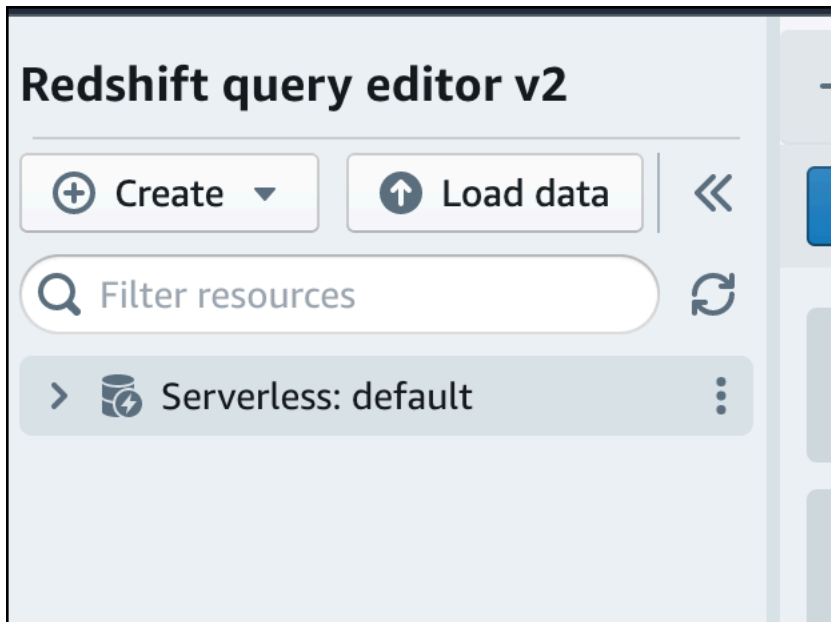 Redshift query editor v2
Create
Load data
Filter resources
Serverless: default